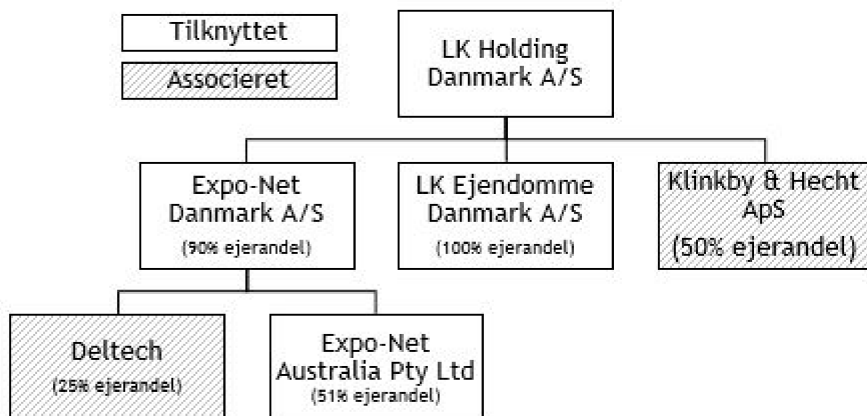 Tilknyttet
Associeret
LK Holding
Danmark A/S
Expo-Net
Danmark A/S
(90% ejerandel)
LK Ejendomme
Danmark A/S
(100% ejerandel)
Klinkby & Hecht
ApS
(50% ejerandel)
Deltech
(25% ejerandel)
Expo-Net
Australia Pty Ltd
(51% ejerandel)